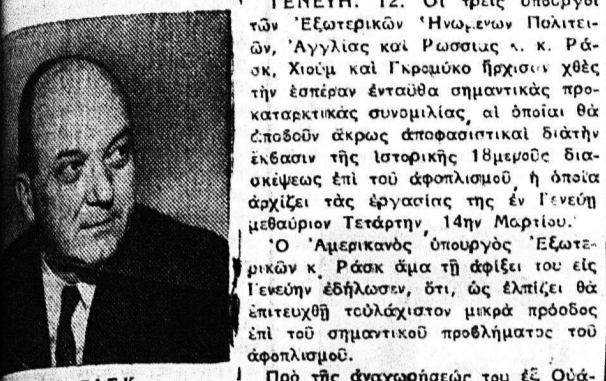 ΓΕΝΕΥΗ. 12. Οἱ τρεῖς ὑπουργοὶ
τῶν Ἐξωτερικῶν Ἡνωμένων Πολιτει-
ῶν, Ἀγγλίας καὶ Ρωσσίας κ. κ. Ράσκ,
Χιοὺμ καὶ Γκρομύκο ἤρχισαν χθὲς
τὴν ἑσπέραν ἐνταῦθα σημαντικὰς προ-
καταρκτικὰς συνομιλίας, αἱ ὁποῖαι θὰ
ἀποδοῦν ἄκρως ἀποφασιστικαὶ διὰτὴν
ἔκβασιν τῆς ἱστορικῆς 18μεροῦς δια-
σκέψεως ἐπὶ τοῦ ἀφοπλισμοῦ, ἡ ὁποία
ἀρχίζει τὰς ἐργασίας της ἐν Γενεύῃ
μεθαύριον Τετάρτην, 14ην Μαρτίου.
Ὁ Ἀμερικανὸς ὑπουργὸς Ἐξωτε-
ρικῶν κ. Ρὰσκ ἅμα τῇ ἀφίξει του εἰς
Γενεύην ἐδήλωσεν, ὅτι, ὡς ἐλπίζει θὰ
ἐπιτευχθῇ τοὐλάχιστον μικρὰ πρόοδος
ἐπὶ τοῦ σημαντικοῦ προβλήματος τοῦ
ἀφοπλισμοῦ.
Πρὸ τῆς ἀναχωρήσεώς του ἐξ Οὐά-